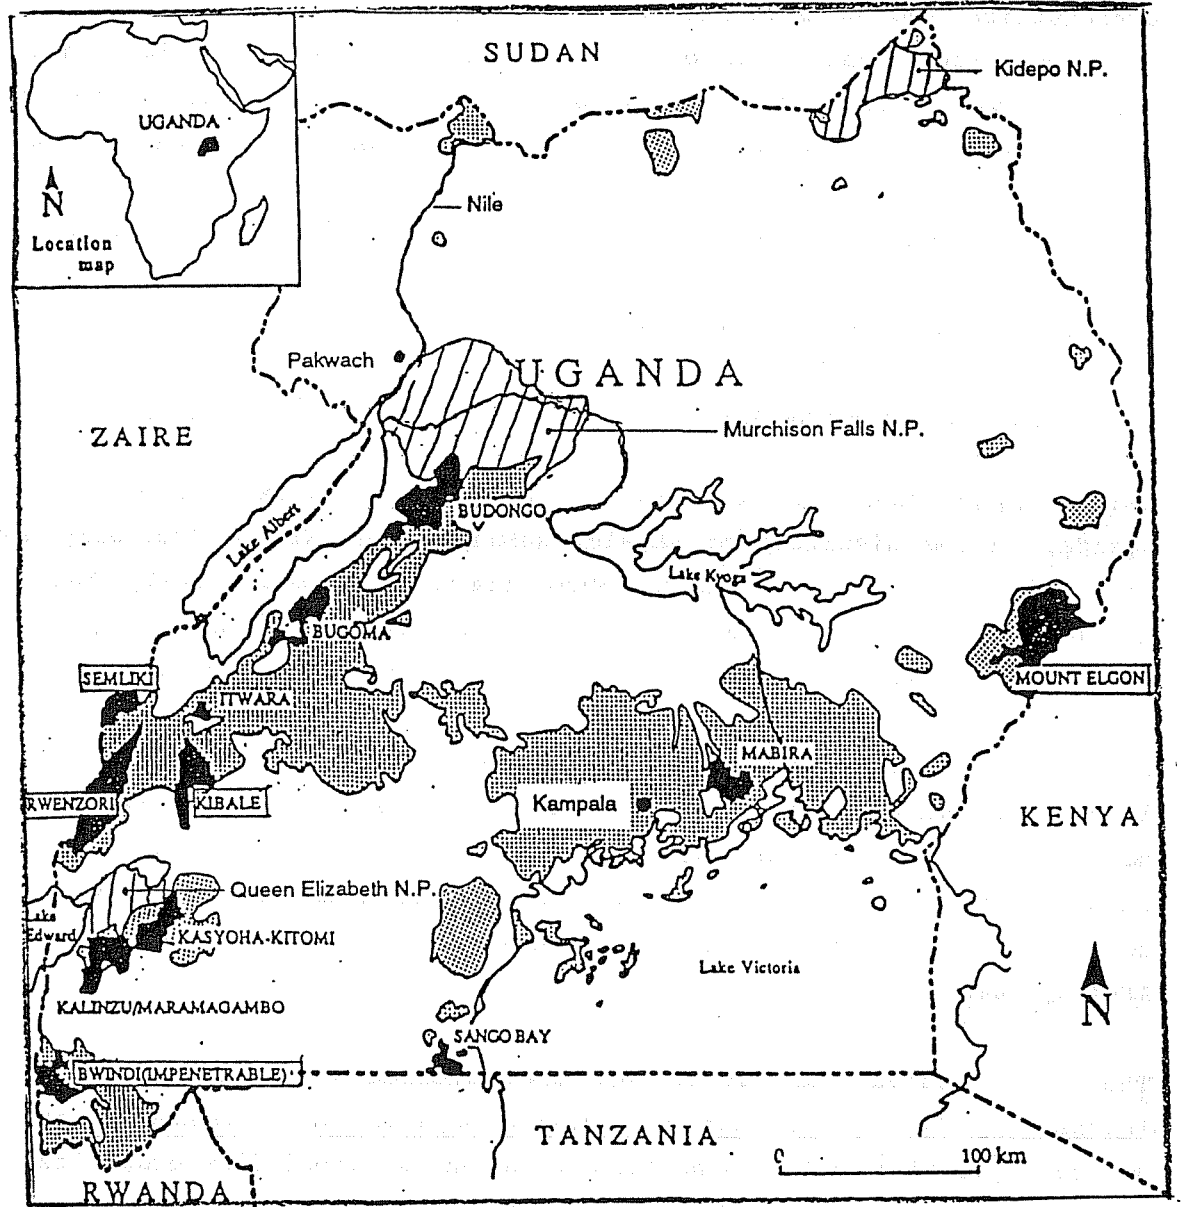 SUDAN
Kidepo N.P.
UGANDA
N
Location
map
Nile
Pakwach
UGANDA
ZAIRE
Murchison Falls N.P.
Lake Albert
BUDONGO
Lake Kyoga
BUGOMA
SEMLIKI
ITWARA
MOUNT ELGON
MABIRA
RWENZORI
KIBALE
Kampala
KENYA
Queen Elizabeth N.P.
Lake
Edward
KASYOHA-KITOMI
Lake Victoria
N
KALINZU/MARAMAGAMBO
SANGO BAY
BWINDI(IMPENETRABLE)
TANZANIA
0 100 km
RWANDA